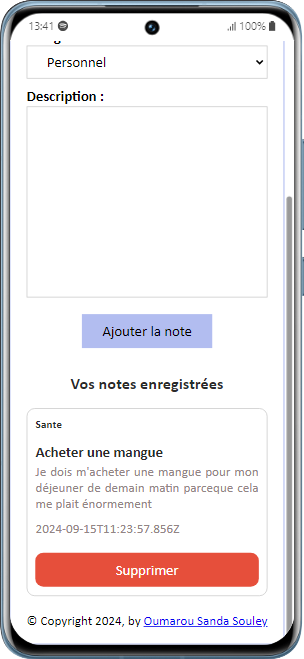 13:41 100%
Personnel
Description :
Ajouter la note
Vos notes enregistrées
Sante
Acheter une mangue
Je dois m'acheter une mangue pour mon
déjeuner de demain matin parceque cela
me plait énormement
2024-09-15T11:23:57.856Z
Supprimer
© Copyright 2024, by Oumarou Sanda Souley